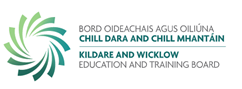 BORD OIDEACHAIS AGUS OILIÚNA
CHILL DARA AND CHILL MHANTÁIN
KILDARE AND WICKLOW
EDUCATION AND TRAINING BOARD